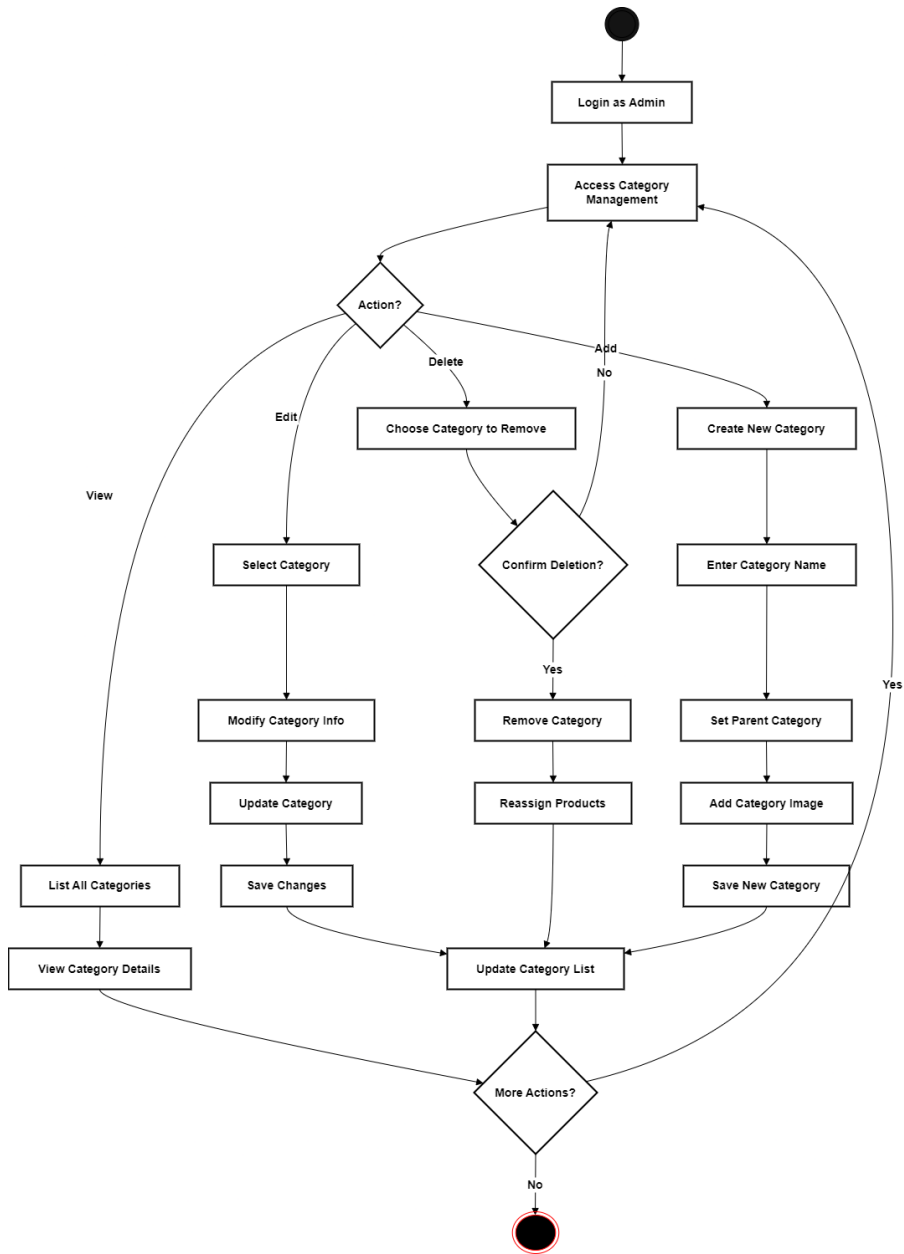 Login as Admin
Access Category
Management
Action?
Add
Delete
No
Edit
Choose Category to Remove
Create New Category
View
Select Category
Confirm Deletion?
Enter Category Name
Yes
Yes
Modify Category Info
Remove Category
Set Parent Category
Update Category
Reassign Products
Add Category Image
List All Categories
Save Changes
Save New Category
View Category Details
Update Category List
More Actions?
No